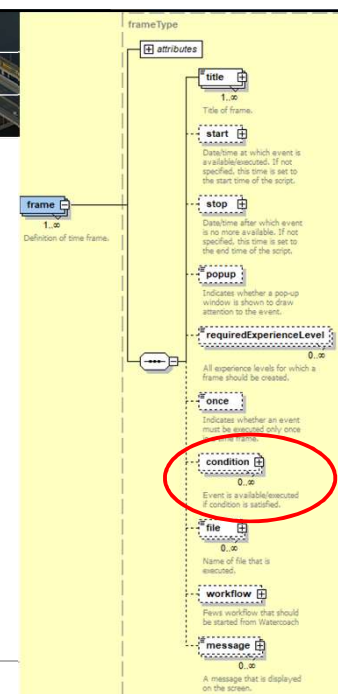 frameType
attributes
title
1..∞
Title of frame.
start
Date/time at which event is
available/executed. If not
specified, this time is set to
the start time of the script.
frame
1..∞
Definition of time frame.
stop
Date/time after which event
is no more available. If not
specified, this time is set to
the end time of the script.
popup
Indicates whether a pop-up
window is shown to draw
attention to the event.
requiredExperienceLevel
0..∞
All experience levels for which a
frame should be created.
once
Indicates whether an event
must be executed only once
in a time frame.
condition
0..∞
Event is available/executed
if condition is satisfied.
file
0..∞
Name of file that is
executed.
workflow
Fews workflow that should
be started from Watercoach
message
0..∞
A message that is displayed
on the screen.